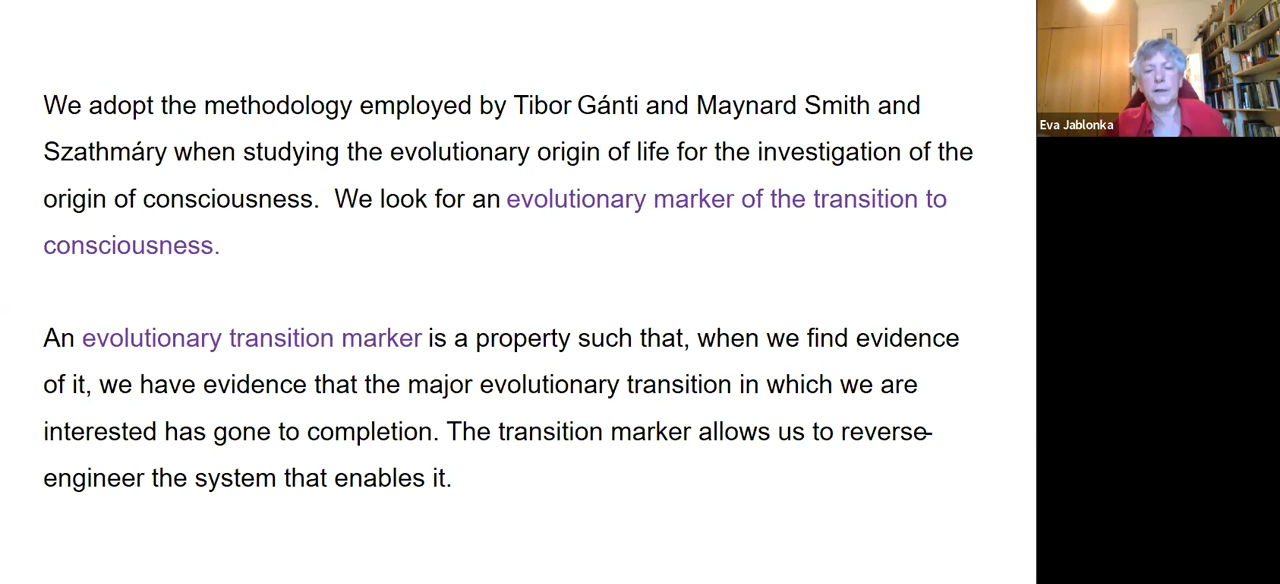 We adopt the methodology employed by Tibor Gánti and Maynard Smith and
Szathmáry when studying the evolutionary origin of life for the investigation of the
origin of consciousness. We look for an evolutionary marker of the transition to
consciousness.
An evolutionary transition marker is a property such that, when we find evidence
of it, we have evidence that the major evolutionary transition in which we are
interested has gone to completion. The transition marker allows us to reverse-
engineer the system that enables it.
Eva Jablonka